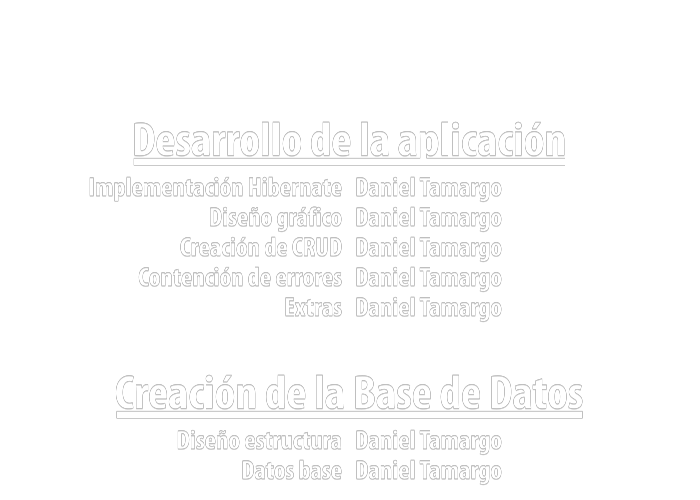 Desarrollo de la aplicación
Implementación Hibernate Daniel Tamargo
Diseño gráfico Daniel Tamargo
Creación de CRUD Daniel Tamargo
Contención de errores Daniel Tamargo
Extras Daniel Tamargo
Creación de la Base de Datos
Diseño estructura Daniel Tamargo
Datos base Daniel Tamargo